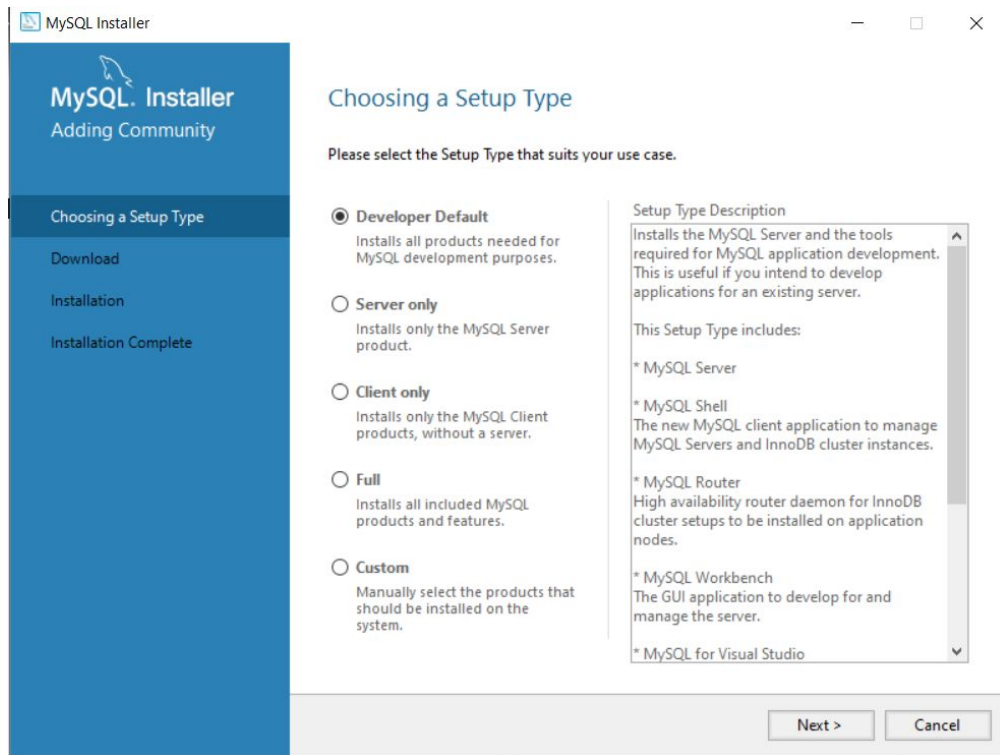 MySQL Installer
MySQL. Installer
Adding Community
Choosing a Setup Type
Download
Installation
Installation Complete
Choosing a Setup Type
Please select the Setup Type that suits your use case.
Developer Default
Installs all products needed for
MySQL development purposes.
Server only
Installs only the MySQL Server
product.
Client only
Installs only the MySQL Client
products, without a server.
Full
Installs all included MySQL
products and features.
Custom
Manually select the products that
should be installed on the
system.
Setup Type Description
Installs the MySQL Server and the tools
required for MySQL application development.
This is useful if you intend to develop
applications for an existing server.
This Setup Type includes:
* MySQL Server
* MySQL Shell
The new MySQL client application to manage
MySQL Servers and InnoDB cluster instances.
* MySQL Router
High availability router daemon for InnoDB
cluster setups to be installed on application
nodes.
* MySQL Workbench
The GUI application to develop for and
manage the server.
* MySQL for Visual Studio
Next >
Cancel